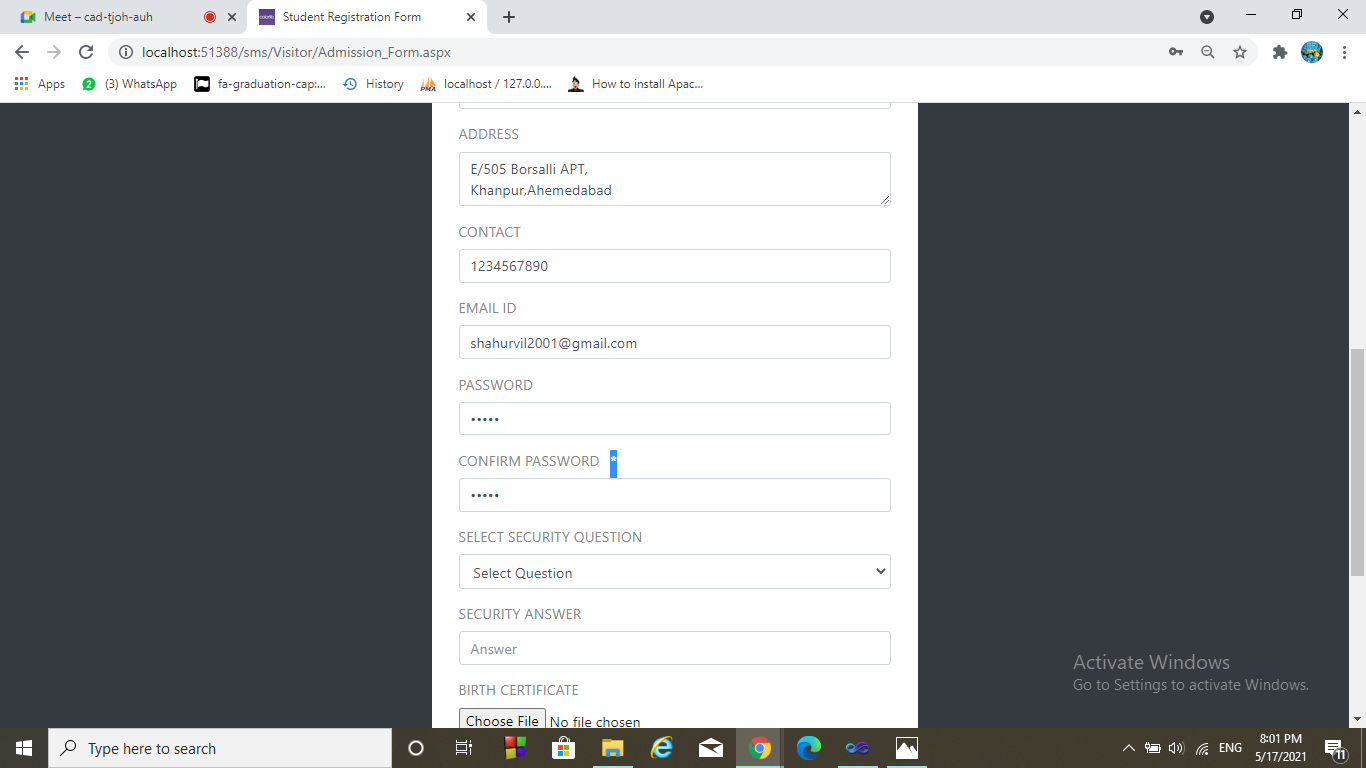 Meet – cad-tjoh-auh
colorlib
Student Registration Form
localhost:51388/sms/Visitor/Admission_Form.aspx
Apps
2
(3) WhatsApp
fa-graduation-cap:...
History
PMA
localhost / 127.0.0....
How to install Apac...
ADDRESS
E/505 Borsalli APT,
Khanpur,Ahemedabad
CONTACT
1234567890
EMAIL ID
shahurvil2001@gmail.com
PASSWORD
•••••
CONFIRM PASSWORD *
•••••
SELECT SECURITY QUESTION
Select Question
SECURITY ANSWER
Answer
BIRTH CERTIFICATE
Choose File No file chosen
Activate Windows
Go to Settings to activate Windows.
Type here to search
ENG
8:01 PM
5/17/2021
11